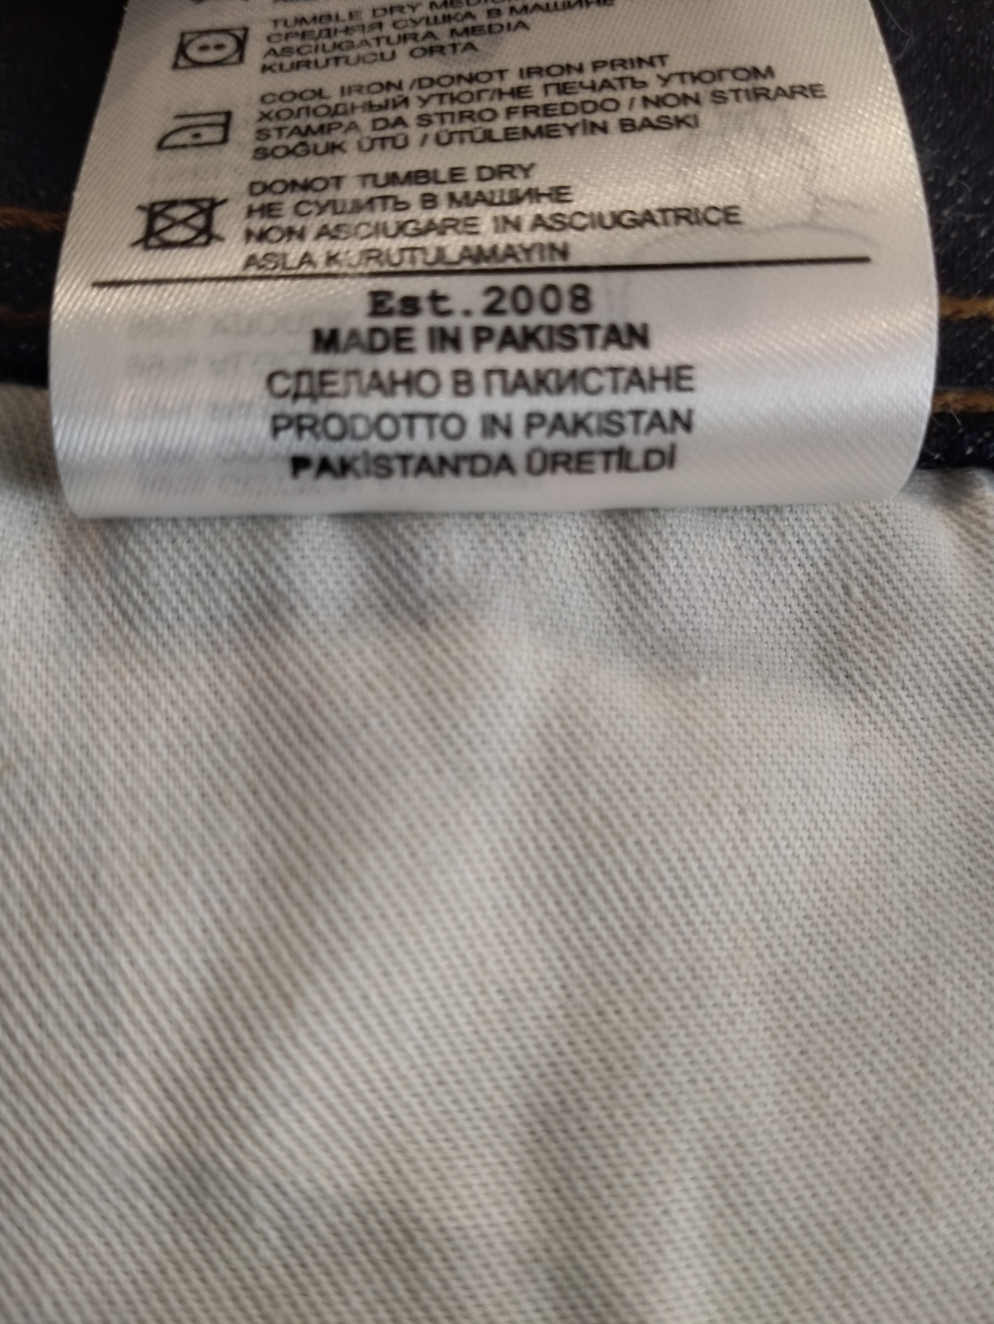 TUMBLE DRY
СРЕДНЯЯ СУШКА В МАШИНЕ
ASCIUGATURA MEDIA
KURUTUCU ORTA
COOL IRON /DONOT IRON PRINT
ХОЛОДНЫЙ УТЮГ/НЕ ПЕЧАТЬ УТЮГОМ
STAMPA DA STIRO FREDDO / NON STIRARE
SOĞUK ÜTÜ / ÜTÜLEMEYİN BASKI
DONOT TUMBLE DRY
НЕ СУШИТЬ В МАШИНЕ
NON ASCIUGARE IN ASCIUGATRICE
ASLA KURUTULAMAYIN
Est.2008
MADE IN PAKISTAN
СДЕЛАНО В ПАКИСТАНЕ
PRODOTTO IN PAKISTAN
PAKİSTAN'DA ÜRETİLDİ